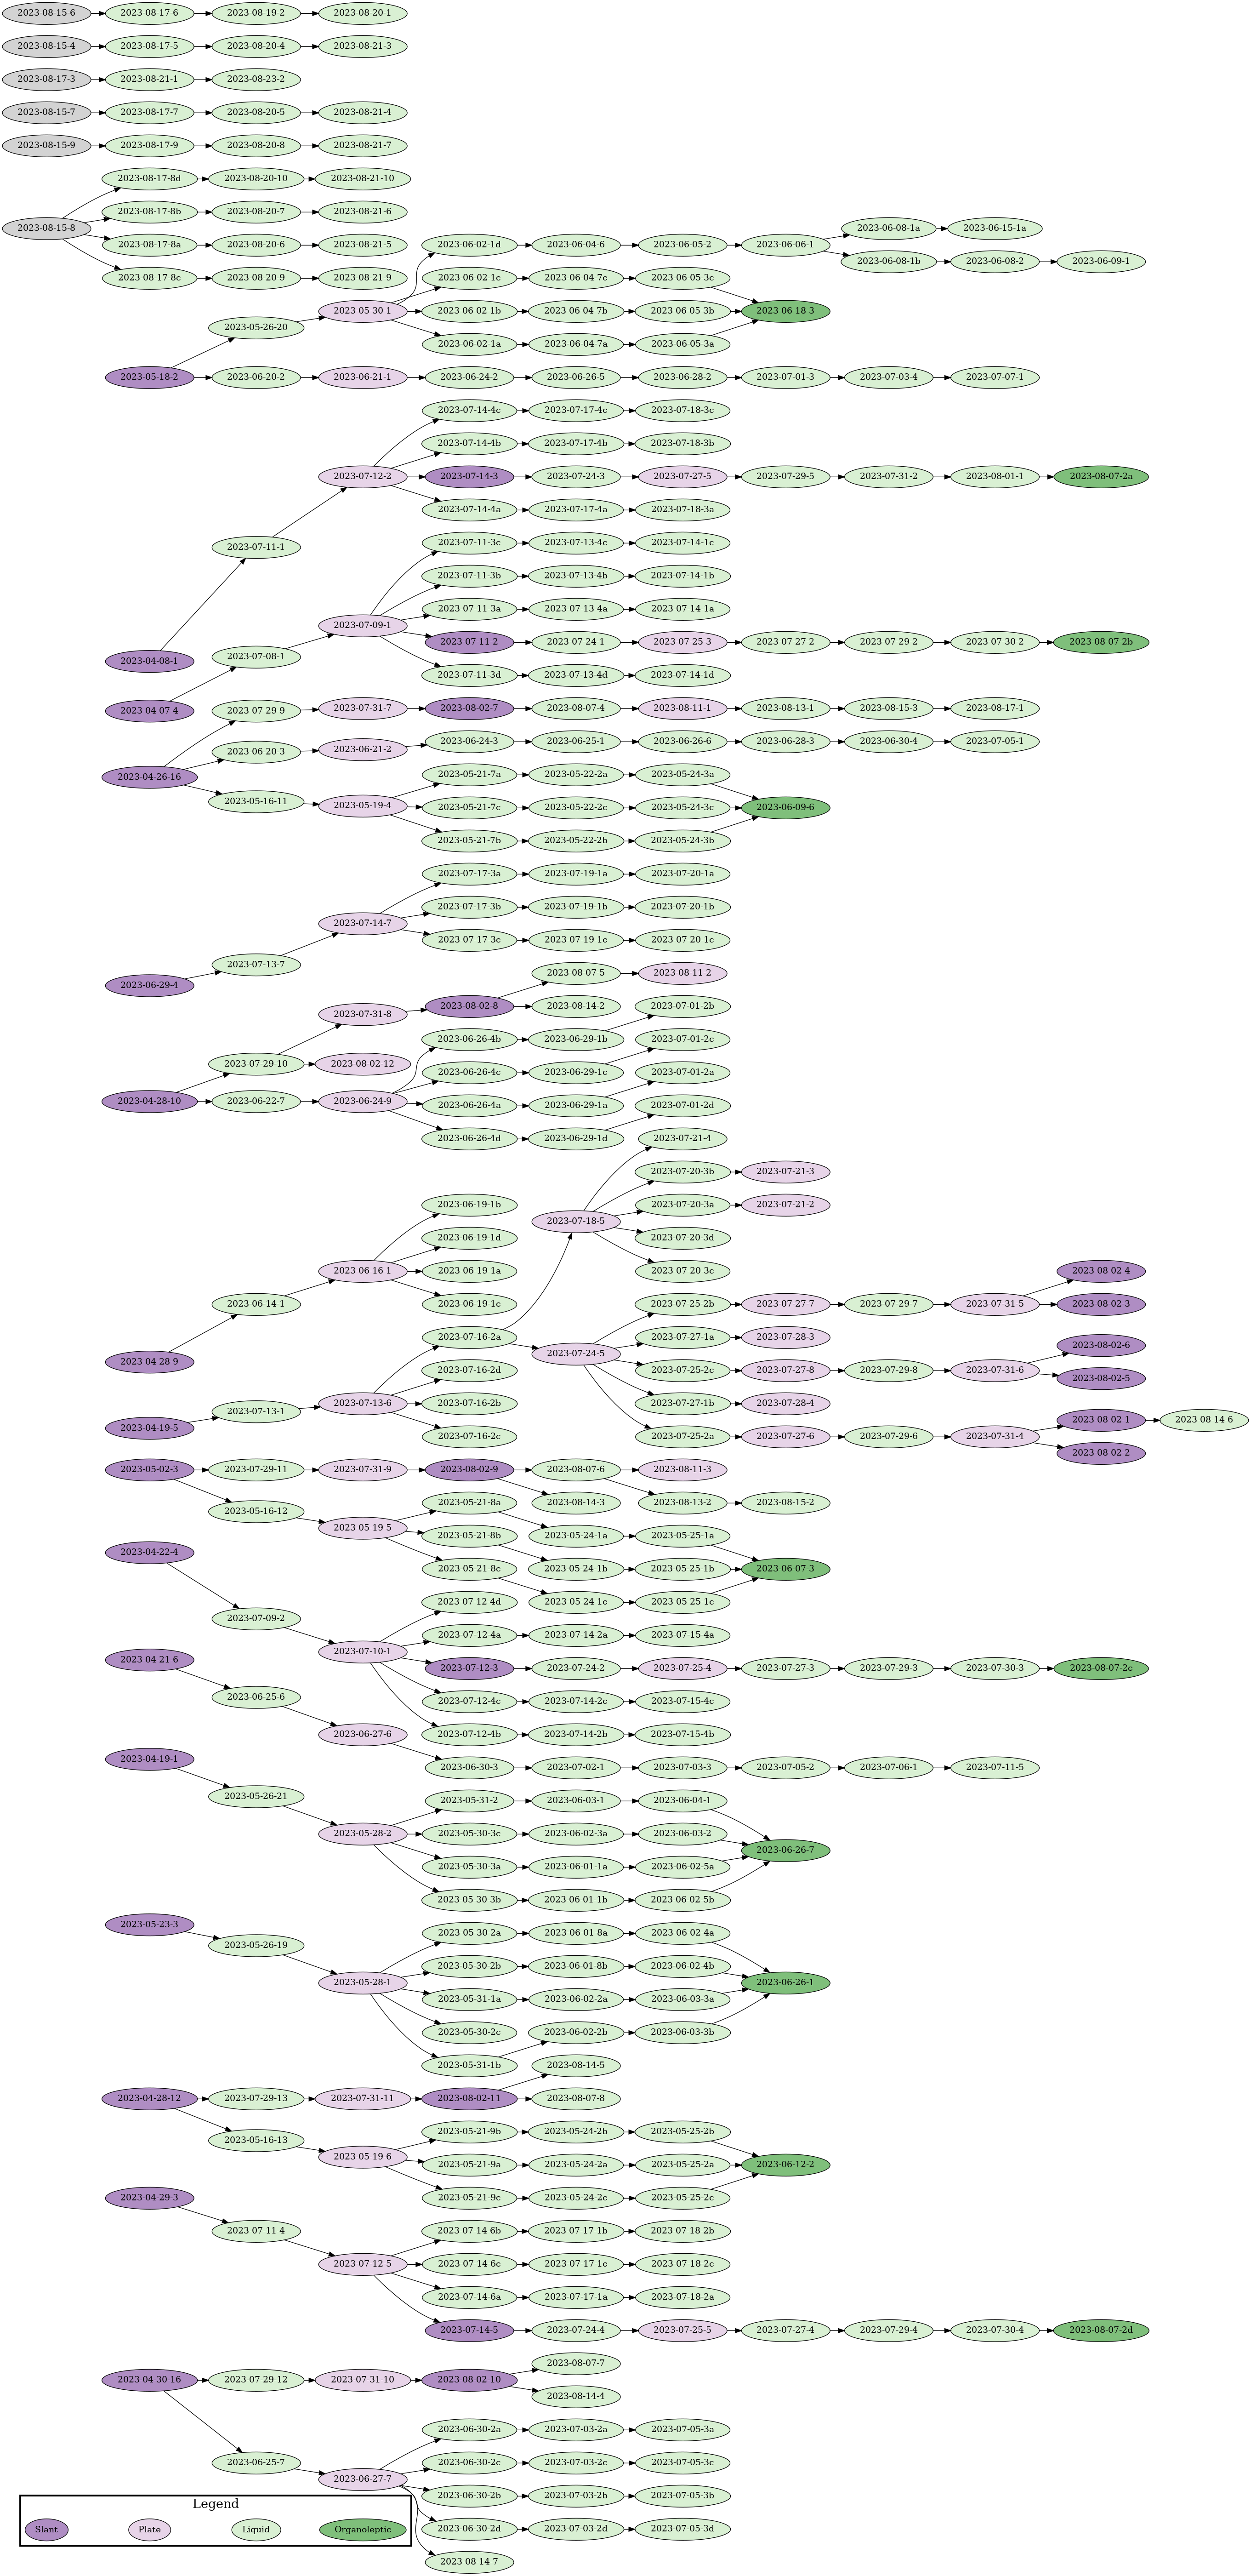 2023-08-15-6 2023-08-17-6 2023-08-19-2 2023-08-20-1
2023-08-15-4 2023-08-17-5 2023-08-20-4 2023-08-21-3
2023-08-17-3 2023-08-21-1 2023-08-23-2
2023-08-15-7 2023-08-17-7 2023-08-20-5 2023-08-21-4
2023-08-15-9 2023-08-17-9 2023-08-20-8 2023-08-21-7
2023-08-17-8d 2023-08-20-10 2023-08-21-10
2023-08-17-8b 2023-08-20-7 2023-08-21-6
2023-08-15-8 2023-06-08-1a 2023-06-15-1a
2023-08-17-8a 2023-08-20-6 2023-08-21-5 2023-06-02-1d 2023-06-04-6 2023-06-05-2 2023-06-06-1
2023-06-08-1b 2023-06-08-2 2023-06-09-1
2023-08-17-8c 2023-08-20-9 2023-08-21-9 2023-06-02-1c 2023-06-04-7c 2023-06-05-3c
2023-05-30-1 2023-06-02-1b 2023-06-04-7b 2023-06-05-3b 2023-06-18-3
2023-05-26-20
2023-06-02-1a 2023-06-04-7a 2023-06-05-3a
2023-05-18-2 2023-06-20-2 2023-06-21-1 2023-06-24-2 2023-06-26-5 2023-06-28-2 2023-07-01-3 2023-07-03-4 2023-07-07-1
2023-07-14-4c 2023-07-17-4c 2023-07-18-3c
2023-07-14-4b 2023-07-17-4b 2023-07-18-3b
2023-07-12-2 2023-07-14-3 2023-07-24-3 2023-07-27-5 2023-07-29-5 2023-07-31-2 2023-08-01-1 2023-08-07-2a
2023-07-14-4a 2023-07-17-4a 2023-07-18-3a
2023-07-11-1 2023-07-11-3c 2023-07-13-4c 2023-07-14-1c
2023-07-11-3b 2023-07-13-4b 2023-07-14-1b
2023-07-11-3a 2023-07-13-4a 2023-07-14-1a
2023-07-09-1
2023-07-11-2 2023-07-24-1 2023-07-25-3 2023-07-27-2 2023-07-29-2 2023-07-30-2 2023-08-07-2b
2023-04-08-1 2023-07-08-1
2023-07-11-3d 2023-07-13-4d 2023-07-14-1d
2023-04-07-4 2023-07-29-9 2023-07-31-7 2023-08-02-7 2023-08-07-4 2023-08-11-1 2023-08-13-1 2023-08-15-3 2023-08-17-1
2023-06-20-3 2023-06-21-2 2023-06-24-3 2023-06-25-1 2023-06-26-6 2023-06-28-3 2023-06-30-4 2023-07-05-1
2023-04-26-16 2023-05-21-7a 2023-05-22-2a 2023-05-24-3a
2023-05-16-11 2023-05-19-4 2023-05-21-7c 2023-05-22-2c 2023-05-24-3c 2023-06-09-6
2023-05-21-7b 2023-05-22-2b 2023-05-24-3b
2023-07-17-3a 2023-07-19-1a 2023-07-20-1a
2023-07-17-3b 2023-07-19-1b 2023-07-20-1b
2023-07-14-7
2023-07-17-3c 2023-07-19-1c 2023-07-20-1c
2023-07-13-7
2023-06-29-4 2023-08-07-5 2023-08-11-2
2023-07-31-8 2023-08-02-8 2023-08-14-2 2023-07-01-2b
2023-06-26-4b 2023-06-29-1b 2023-07-01-2c
2023-07-29-10 2023-08-02-12 2023-06-26-4c 2023-06-29-1c 2023-07-01-2a
2023-04-28-10 2023-06-22-7 2023-06-24-9 2023-06-26-4a 2023-06-29-1a 2023-07-01-2d
2023-06-26-4d 2023-06-29-1d 2023-07-21-4
2023-07-20-3b 2023-07-21-3
2023-06-19-1b 2023-07-20-3a 2023-07-21-2
2023-07-18-5
2023-06-19-1d 2023-07-20-3d
2023-06-16-1 2023-06-19-1a 2023-07-20-3c 2023-08-02-4
2023-06-14-1 2023-06-19-1c 2023-07-25-2b 2023-07-27-7 2023-07-29-7 2023-07-31-5 2023-08-02-3
2023-07-16-2a 2023-07-27-1a 2023-07-28-3 2023-08-02-6
2023-07-24-5
2023-04-28-9 2023-07-16-2d 2023-07-25-2c 2023-07-27-8 2023-07-29-8 2023-07-31-6 2023-08-02-5
2023-07-13-6 2023-07-16-2b 2023-07-27-1b 2023-07-28-4
2023-07-13-1 2023-08-02-1 2023-08-14-6
2023-04-19-5 2023-07-16-2c 2023-07-25-2a 2023-07-27-6 2023-07-29-6 2023-07-31-4 2023-08-02-2
2023-05-02-3 2023-07-29-11 2023-07-31-9 2023-08-02-9 2023-08-07-6 2023-08-11-3
2023-05-16-12 2023-05-21-8a 2023-08-14-3 2023-08-13-2 2023-08-15-2
2023-05-19-5 2023-05-21-8b 2023-05-24-1a 2023-05-25-1a
2023-04-22-4 2023-05-21-8c 2023-05-24-1b 2023-05-25-1b 2023-06-07-3
2023-07-12-4d 2023-05-24-1c 2023-05-25-1c
2023-07-09-2
2023-07-12-4a 2023-07-14-2a 2023-07-15-4a
2023-07-10-1
2023-04-21-6 2023-07-12-3 2023-07-24-2 2023-07-25-4 2023-07-27-3 2023-07-29-3 2023-07-30-3 2023-08-07-2c
2023-06-25-6 2023-07-12-4c 2023-07-14-2c 2023-07-15-4c
2023-06-27-6 2023-07-12-4b 2023-07-14-2b 2023-07-15-4b
2023-04-19-1 2023-06-30-3 2023-07-02-1 2023-07-03-3 2023-07-05-2 2023-07-06-1 2023-07-11-5
2023-05-26-21 2023-05-31-2 2023-06-03-1 2023-06-04-1
2023-05-28-2 2023-05-30-3c 2023-06-02-3a 2023-06-03-2
2023-06-26-7
2023-05-30-3a 2023-06-01-1a 2023-06-02-5a
2023-05-30-3b 2023-06-01-1b 2023-06-02-5b
2023-05-23-3 2023-05-30-2a 2023-06-01-8a 2023-06-02-4a
2023-05-26-19
2023-05-30-2b 2023-06-01-8b 2023-06-02-4b
2023-05-28-1 2023-06-26-1
2023-05-31-1a 2023-06-02-2a 2023-06-03-3a
2023-05-30-2c 2023-06-02-2b 2023-06-03-3b
2023-05-31-1b 2023-08-14-5
2023-04-28-12 2023-07-29-13 2023-07-31-11 2023-08-02-11 2023-08-07-8
2023-05-16-13 2023-05-21-9b 2023-05-24-2b 2023-05-25-2b
2023-05-19-6 2023-05-21-9a 2023-05-24-2a 2023-05-25-2a 2023-06-12-2
2023-04-29-3 2023-05-21-9c 2023-05-24-2c 2023-05-25-2c
2023-07-11-4 2023-07-14-6b 2023-07-17-1b 2023-07-18-2b
2023-07-12-5 2023-07-14-6c 2023-07-17-1c 2023-07-18-2c
2023-07-14-6a 2023-07-17-1a 2023-07-18-2a
2023-07-14-5 2023-07-24-4 2023-07-25-5 2023-07-27-4 2023-07-29-4 2023-07-30-4 2023-08-07-2d
2023-08-07-7
2023-04-30-16 2023-07-29-12 2023-07-31-10 2023-08-02-10
2023-08-14-4
2023-06-30-2a 2023-07-03-2a 2023-07-05-3a
2023-06-25-7 2023-06-30-2c 2023-07-03-2c 2023-07-05-3c
2023-06-27-7
2023-06-30-2b 2023-07-03-2b 2023-07-05-3b
Legend
Slant Plate Liquid Organoleptic 2023-06-30-2d 2023-07-03-2d 2023-07-05-3d
2023-08-14-7